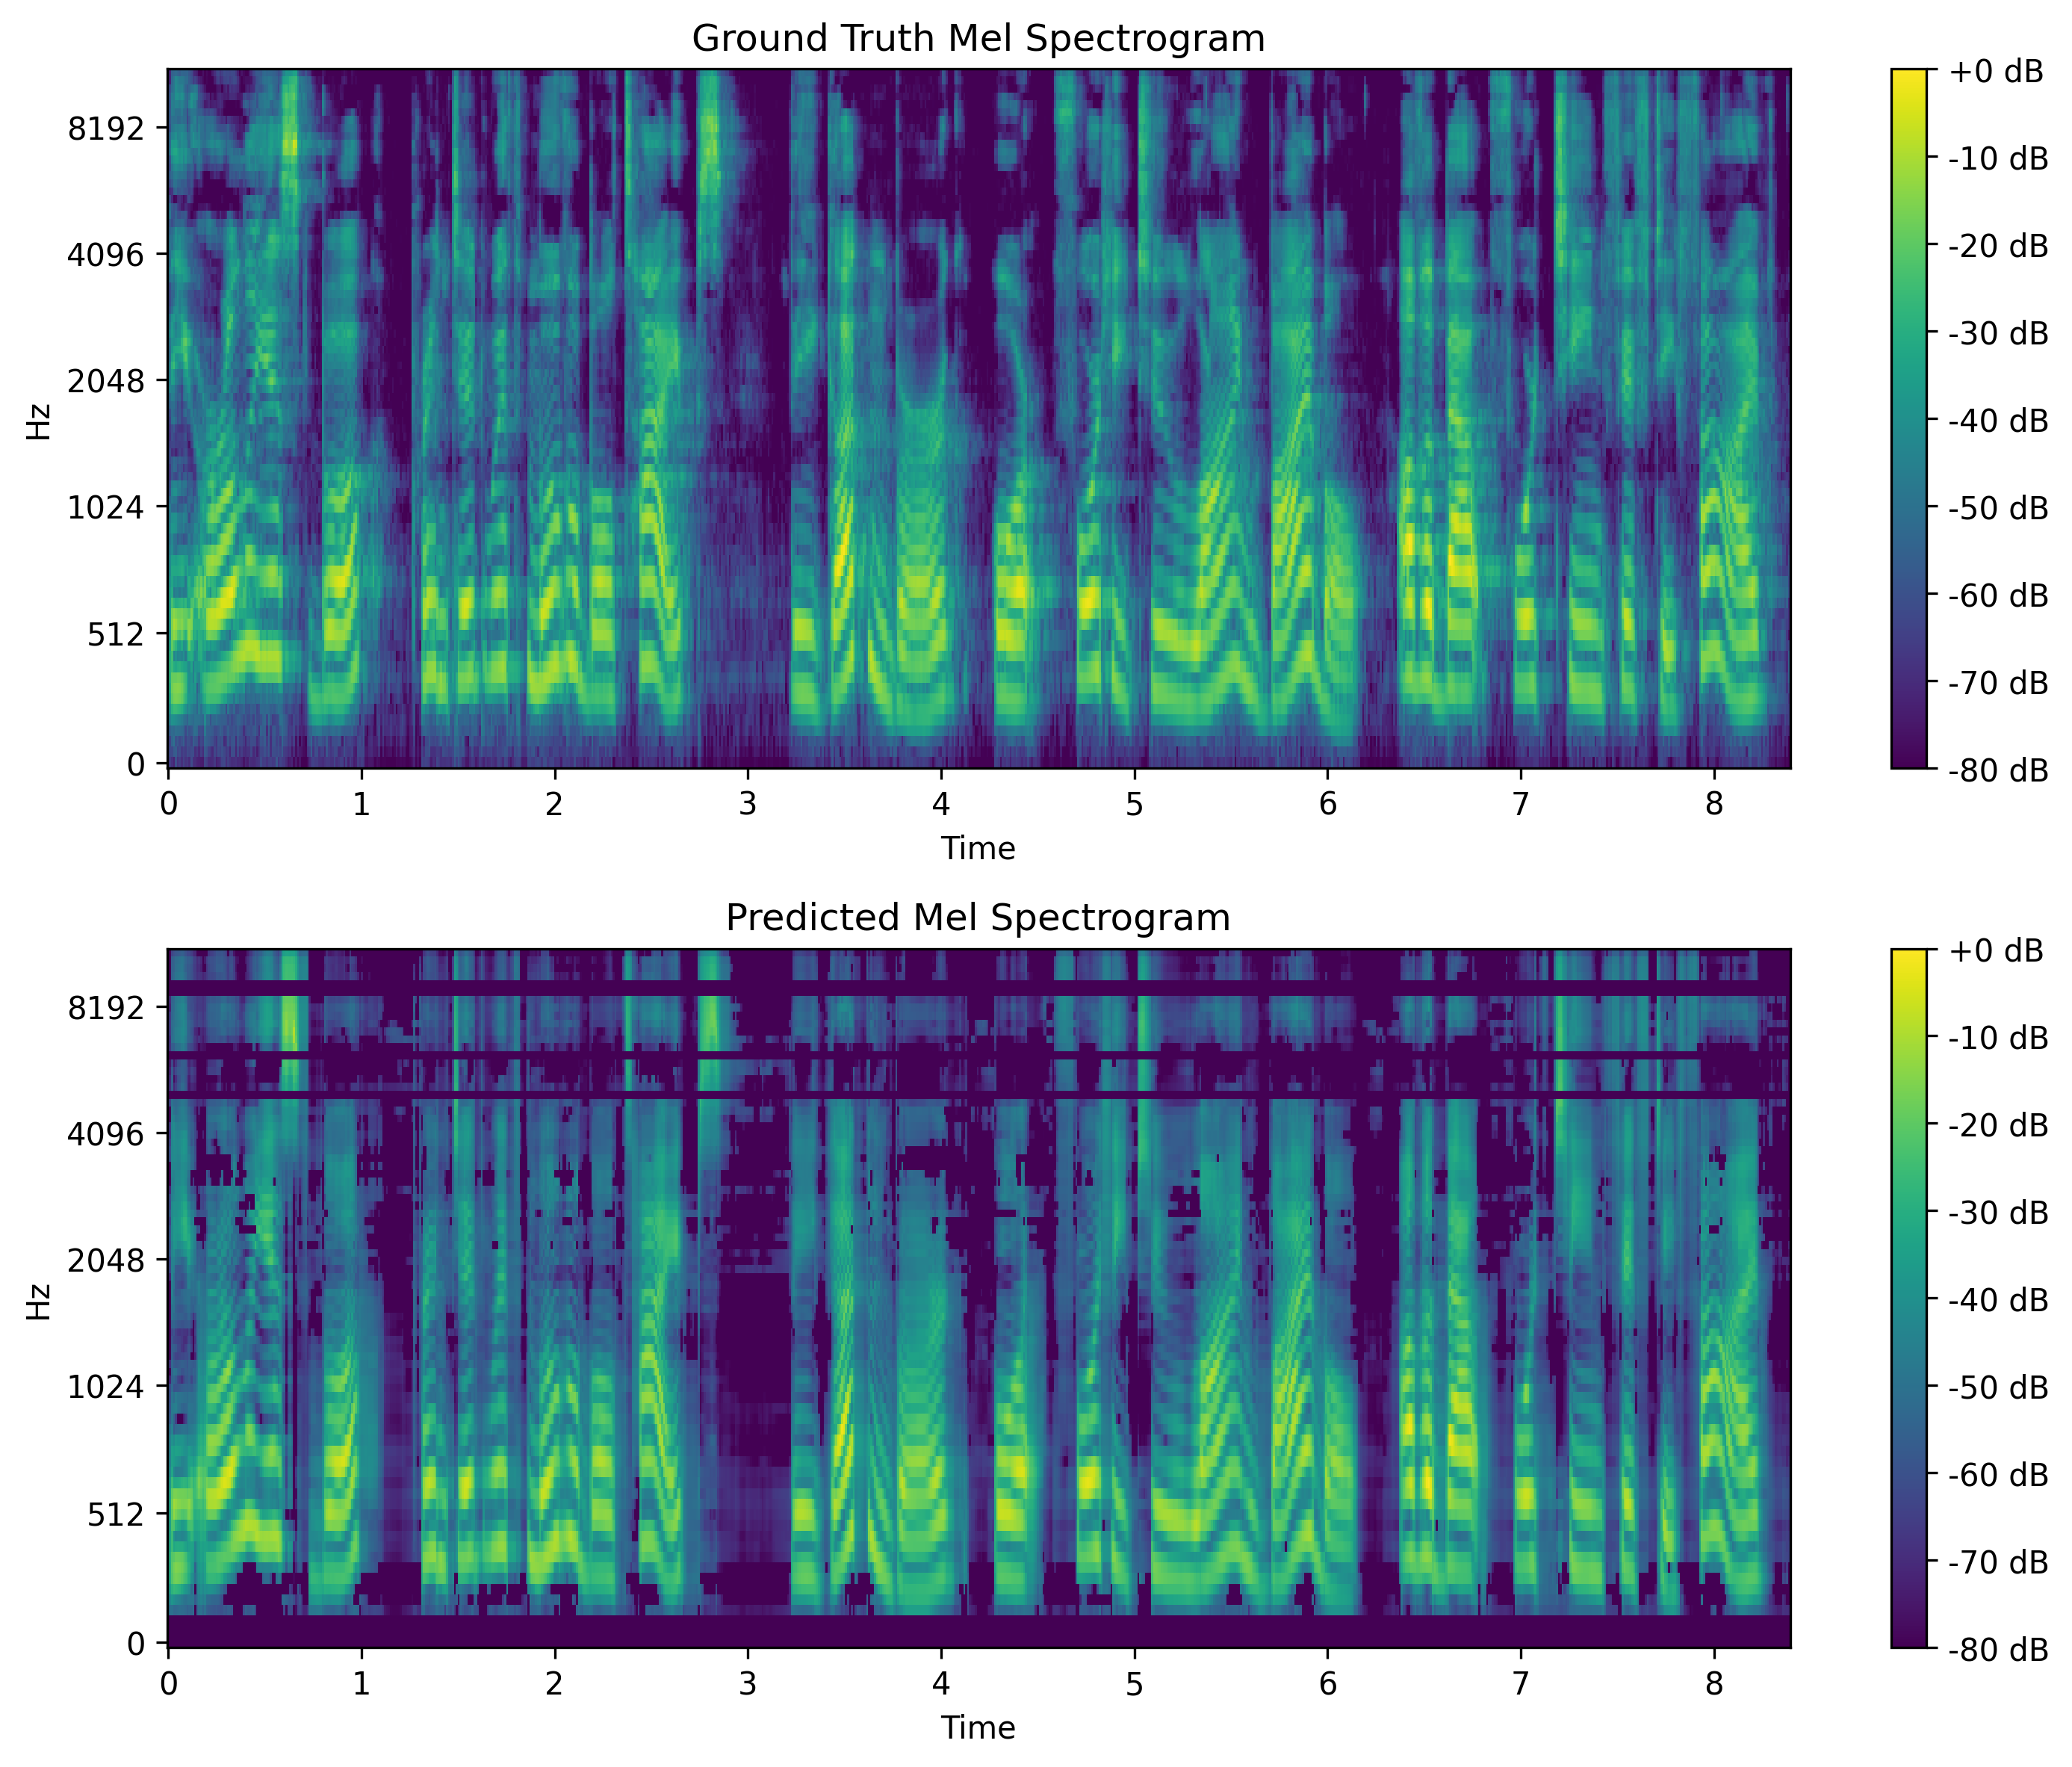 Ground Truth Mel Spectrogram
Hz
8192
4096
2048
1024
512
0
0 1 2 3 4 5 6 7 8
Time
+0 dB
-10 dB
-20 dB
-30 dB
-40 dB
-50 dB
-60 dB
-70 dB
-80 dB
Predicted Mel Spectrogram
Hz
8192
4096
2048
1024
512
0
0 1 2 3 4 5 6 7 8
Time
+0 dB
-10 dB
-20 dB
-30 dB
-40 dB
-50 dB
-60 dB
-70 dB
-80 dB